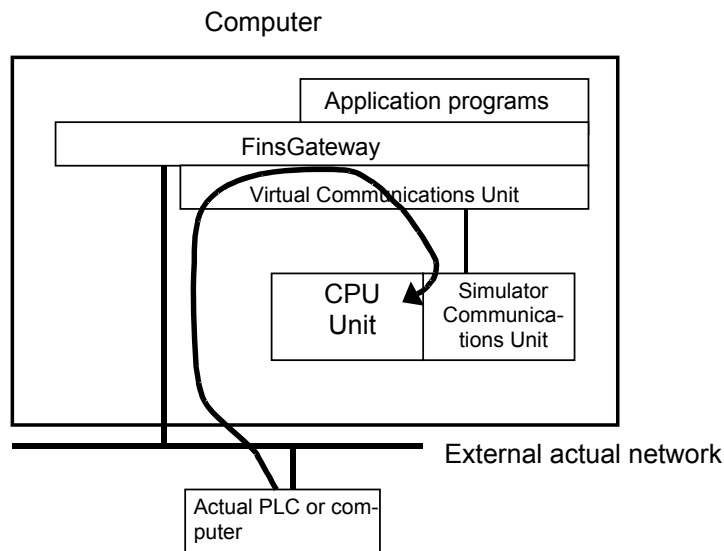 Computer
Application programs
FinsGateway
Virtual Communications Unit
CPU
Unit
Simulator
Communica-
tions Unit
External actual network
Actual PLC or com-
puter